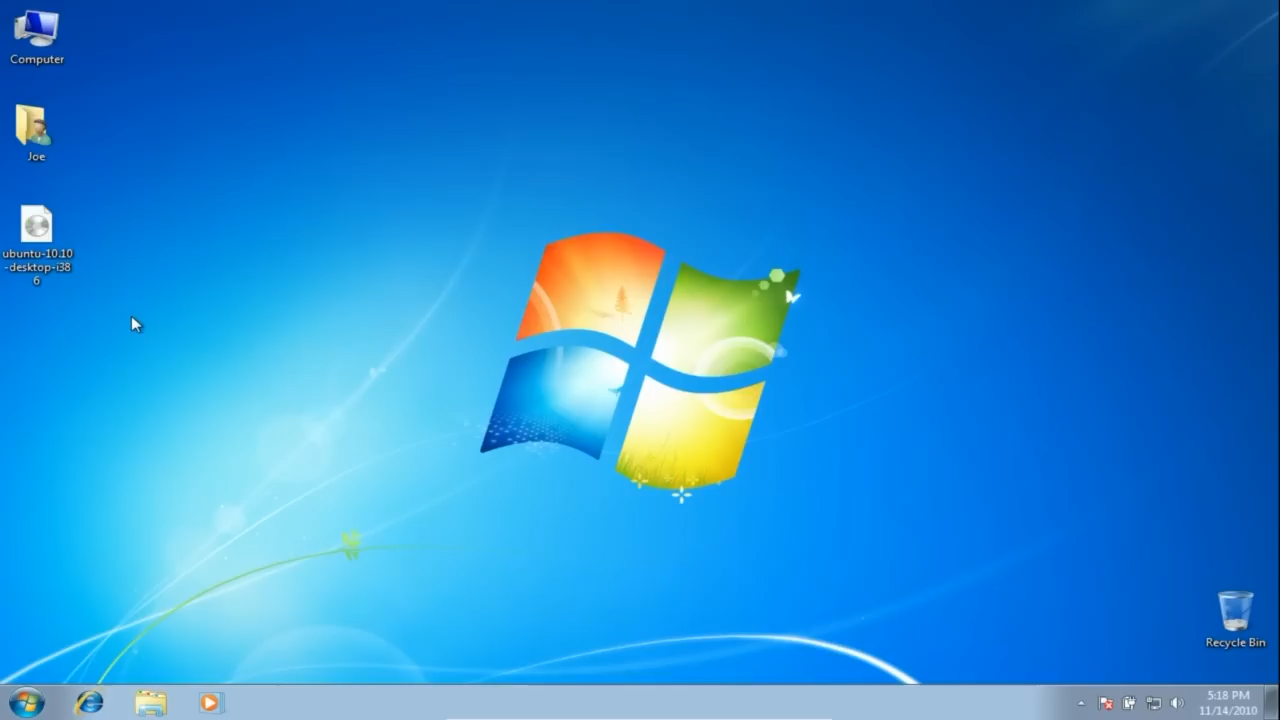 Computer
Joe
ubuntu-10.10
-desktop-i38
6
Recycle Bin
5:18 PM
11/14/2010